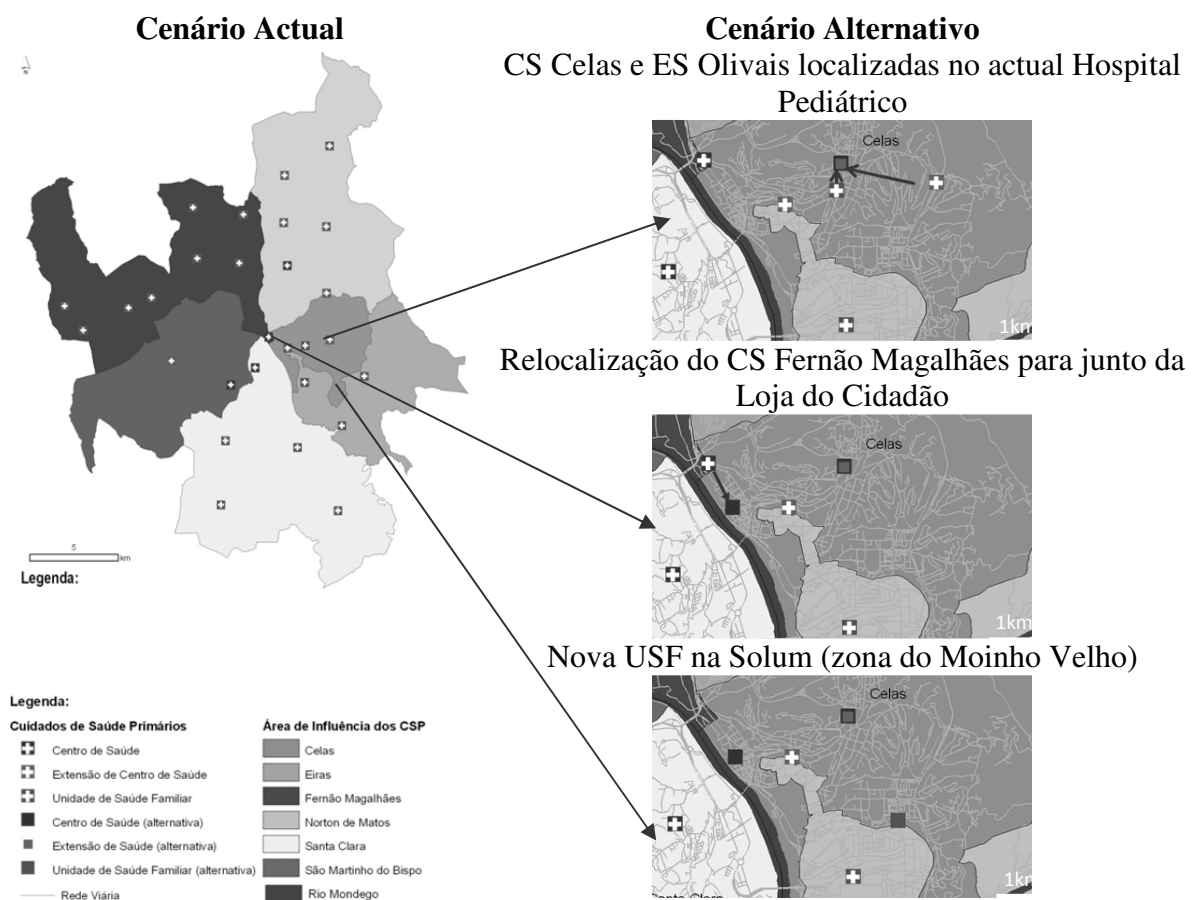 Cenário Actual
Cenário Alternativo
CS Celas e ES Olivais localizadas no actual Hospital
Pediátrico
N
Celas
1km
Relocalização do CS Fernão Magalhães para junto da
Loja do Cidadão
Celas
1km
5
km
Legenda:
Nova USF na Solum (zona do Moinho Velho)
Celas
1km
Santa Clara
Legenda:
Cuidados de Saúde Primários
Centro de Saúde
Extensão de Centro de Saúde
Unidade de Saúde Familiar
Centro de Saúde (alternativa)
Extensão de Saúde (alternativa)
Unidade de Saúde Familiar (alternativa)
Rede Viária
Área de Influência dos CSP
Celas
Eiras
Fernão Magalhães
Norton de Matos
Santa Clara
São Martinho do Bispo
Rio Mondego